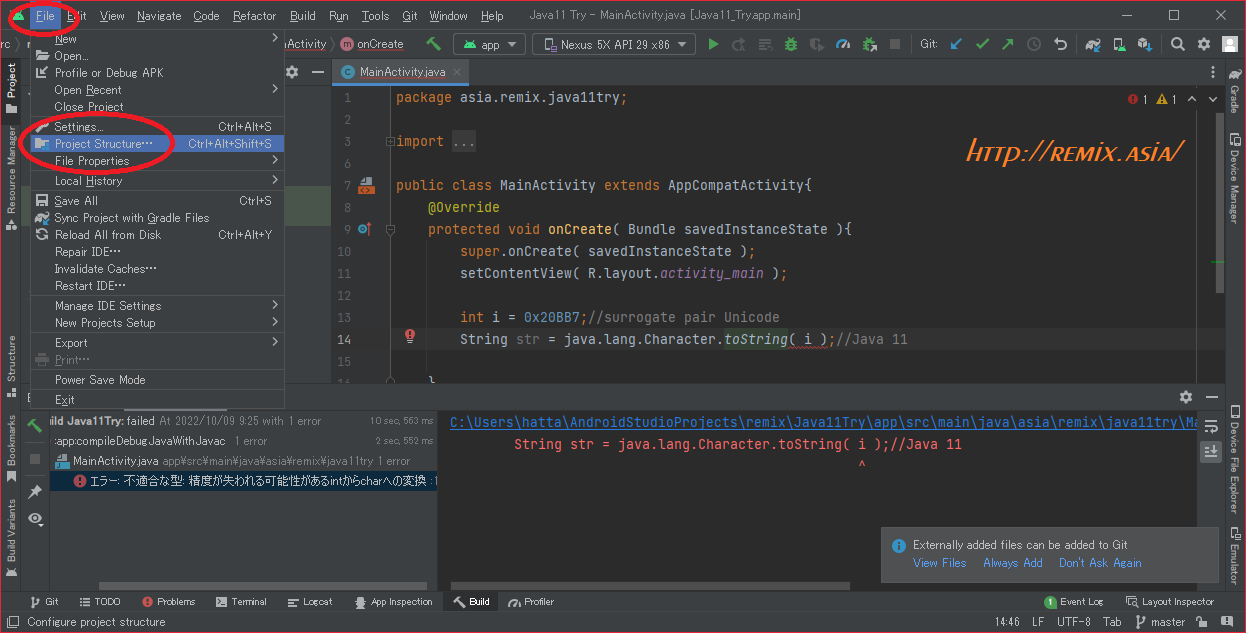 File Edit View Navigate Code Refactor Build Run Tools Git Window Help Java11 Try - MainActivity.java [Java11_Tryapp.main]
onCreate app Nexus 5X API 29 x86 Git:
New
Open...
Profile or Debug APK
Open Recent
Close Project
Settings... Ctrl+Alt+S
Project Structure... Ctrl+Alt+Shift+S
File Properties
Local History
Save All Ctrl+S
Sync Project with Gradle Files
Reload All from Disk Ctrl+Alt+Y
Repair IDE...
Invalidate Caches...
Restart IDE...
Manage IDE Settings
New Projects Setup
Export
Print...
Power Save Mode
Exit
Project
Resource Manager
Structure
Bookmarks
Build Variants
MainActivity.java
1 package asia.remix.java11try;
2
3 import ...
6
7 public class MainActivity extends AppCompatActivity{
8 @Override
9 protected void onCreate( Bundle savedInstanceState ){
10 super.onCreate( savedInstanceState );
11 setContentView( R.layout.activity_main );
12
13 int i = 0x20BB7;//surrogate pair Unicode
14 String str = java.lang.Character.toString( i );//Java 11
15
16 }
1 1
HTTP://REMIX.ASIA/
Gradle
Device Manager
Device File Explorer
Emulator
Java11Try: failed At 2022/10/09 9:25 with 1 error 10 sec, 563 ms
:app:compileDebugJavaWithJavac 1 error 2 sec, 552 ms
MainActivity.java app¥src¥main¥java¥asia¥remix¥java11try 1 error
エラー: 不適合な型: 精度が失われる可能性があるintからcharへの変換
C:\Users\hatta\AndroidStudioProjects\remix\Java11Try\app\src\main\java\asia\remix\java11try\Ma
String str = java.lang.Character.toString( i );//Java 11
^
Externally added files can be added to Git
View Files Always Add Don't Ask Again
Git TODO Problems Terminal Logcat App Inspection Build Profiler 1 Event Log Layout Inspector
Configure project structure 14:46 LF UTF-8 Tab master